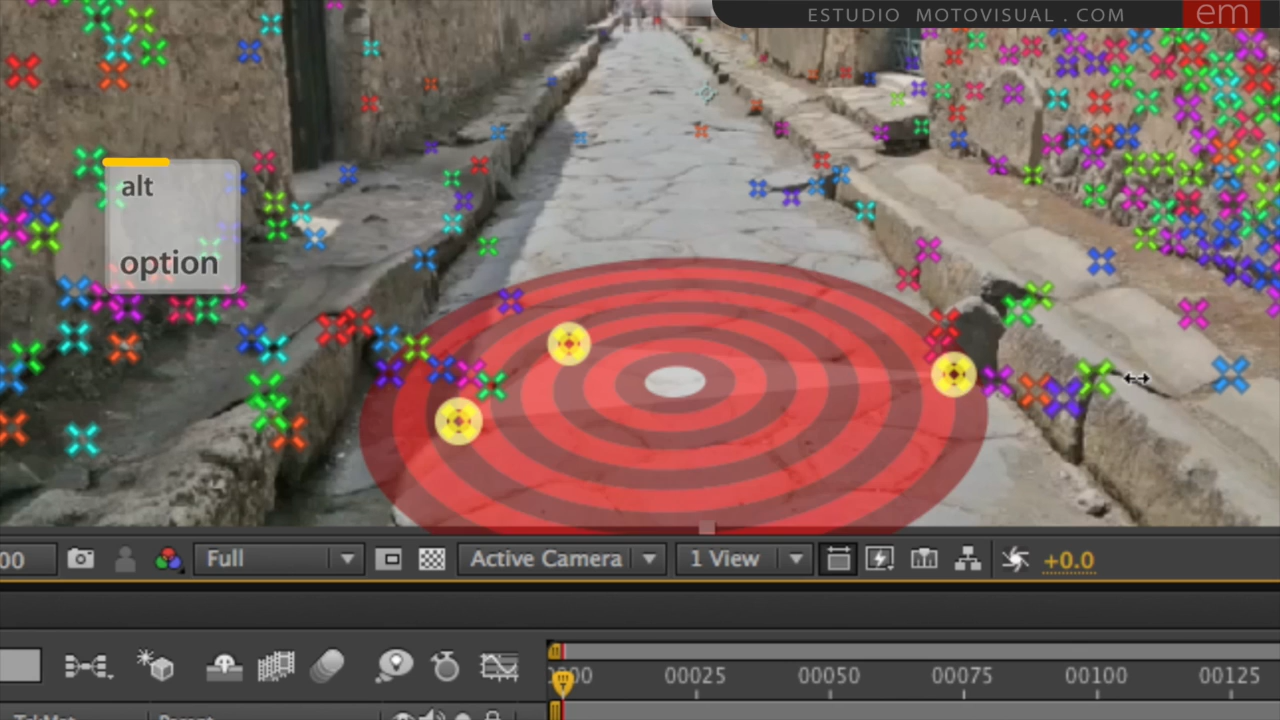 ESTUDIO MOTOVISUAL . COM
em
alt
option
00
Full
Active Camera
1 View
+0.0
00025
00050
00075
00100
00125